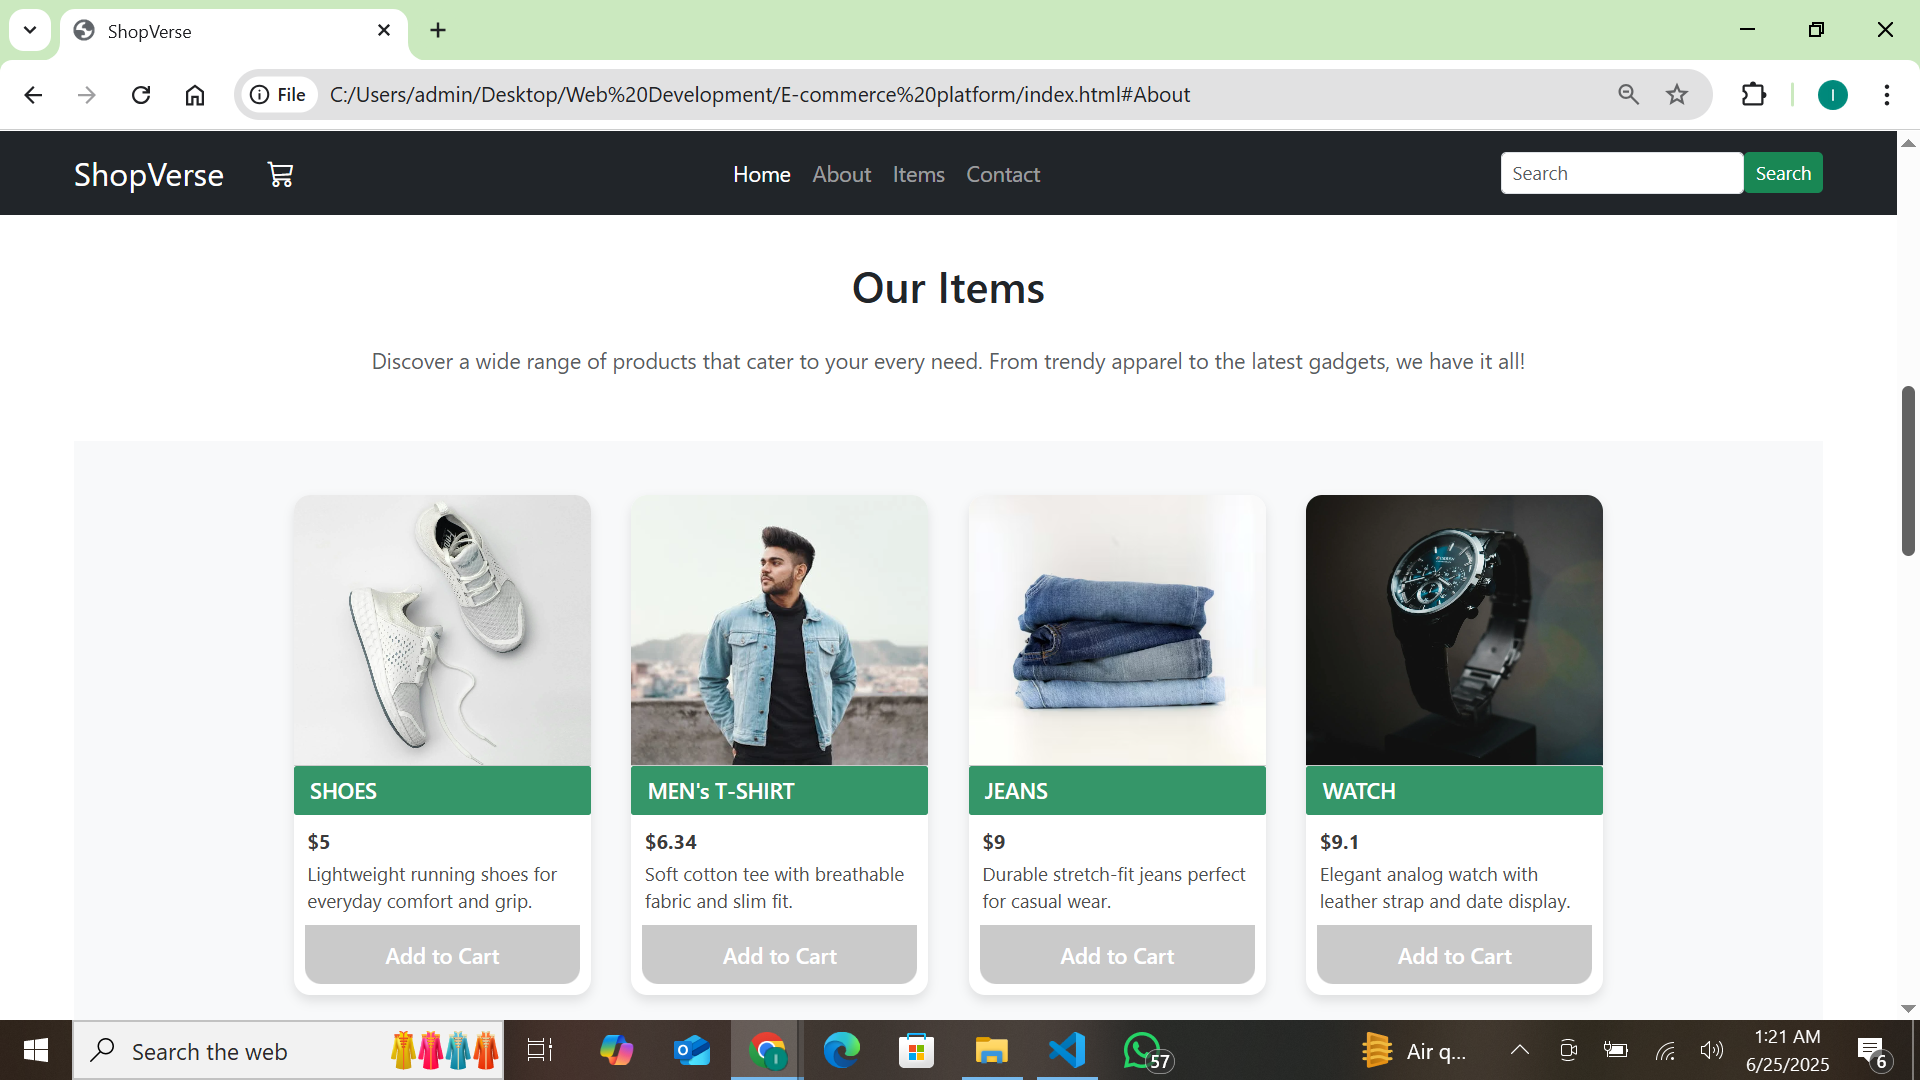 ShopVerse
File
C:/Users/admin/Desktop/Web%20Development/E-commerce%20platform/index.html#About
I
ShopVerse
Home About Items Contact
Search
Search
Our Items
Discover a wide range of products that cater to your every need. From trendy apparel to the latest gadgets, we have it all!
SHOES
$5
Lightweight running shoes for
everyday comfort and grip.
Add to Cart
MEN's T-SHIRT
$6.34
Soft cotton tee with breathable
fabric and slim fit.
Add to Cart
JEANS
$9
Durable stretch-fit jeans perfect
for casual wear.
Add to Cart
WATCH
$9.1
Elegant analog watch with
leather strap and date display.
Add to Cart
Search the web
57
Air q...
1:21 AM
6/25/2025
6